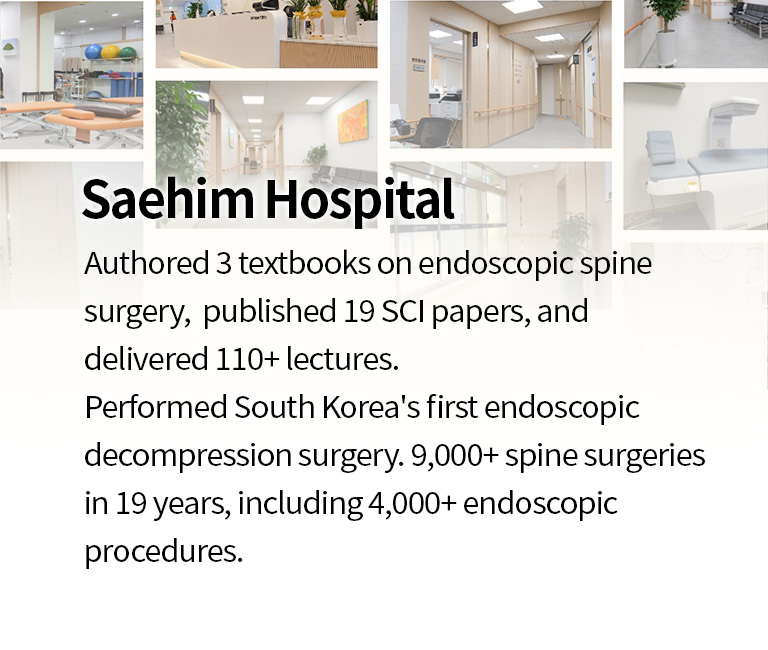 Saehim Hospital
Authored 3 textbooks on endoscopic spine
surgery,  published 19 SCI papers, and
delivered 110+ lectures.
Performed South Korea's first endoscopic
decompression surgery. 9,000+ spine surgeries
in 19 years, including 4,000+ endoscopic
procedures.